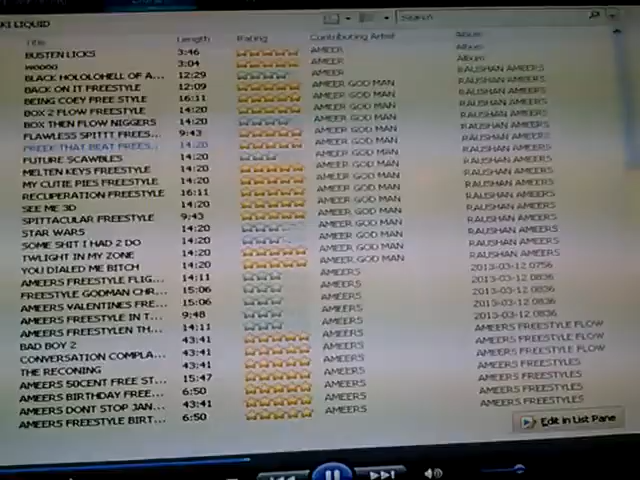 KI LIQUID
Search
Title Length Rating Contributing Artist Album
BUSTEN LICKS 3:46 AMEER Album
woooo 3:04 AMEER Album
BLACK HOLOLOHELL OF A... 12:29 AMEER RAUSHAN AMEERS
BACK ON IT FREESTYLE 12:09 AMEER GOD MAN RAUSHAN AMEERS
BEING COEY FREE STYLE 16:11 AMEER GOD MAN RAUSHAN AMEERS
BOX 2 FLOW FREESTYLE 14:20 AMEER GOD MAN RAUSHAN AMEERS
BOX THEN FLOW NIGGERS 14:20 AMEER GOD MAN RAUSHAN AMEERS
FLAWLESS SPITTT FREES... 9:43 AMEER GOD MAN RAUSHAN AMEERS
THAT BEAT FREES... 14:20 AMEER GOD MAN RAUSHAN AMEERS
FUTURE SCAWBLES 14:20 AMEER GOD MAN RAUSHAN AMEERS
MELTEN KEYS FREESTYLE 14:20 AMEER GOD MAN RAUSHAN AMEERS
MY CUTIE PIES FREESTYLE 14:20 AMEER GOD MAN RAUSHAN AMEERS
RECUPERATION FREESTYLE 16:11 AMEER GOD MAN RAUSHAN AMEERS
SEE ME 3D 14:20 AMEER GOD MAN RAUSHAN AMEERS
SPITTACULAR FREESTYLE 9:43 AMEER GOD MAN RAUSHAN AMEERS
STAR WARS 14:20 AMEER GOD MAN RAUSHAN AMEERS
SOME SHIT I HAD 2 DO 14:20 AMEER GOD MAN RAUSHAN AMEERS
TWLIGHT IN MY ZONE 14:20 AMEER GOD MAN RAUSHAN AMEERS
YOU DIALED ME BITCH 14:20 AMEER GOD MAN 2013-03-12 0756
AMEERS FREESTYLE FLIG... 14:11 AMEERS 2013-03-12 0836
FREESTYLE GODMAN CHR... 15:06 AMEERS 2013-03-12 0836
AMEERS VALENTINES FRE... 15:06 AMEERS 2013-03-12 0836
AMEERS FREESTYLE IN T... 9:48 AMEERS 2013-03-12 0836
AMEERS FREESTYLEN TH... 14:11 AMEERS AMEERS FREESTYLE FLOW
BAD BOY 2 43:41 AMEERS AMEERS FREESTYLE FLOW
CONVERSATION COMPLA... 43:41 AMEERS AMEERS FREESTYLE FLOW
THE RECONING 43:41 AMEERS AMEERS FREESTYLES
AMEERS 50CENT FREE ST... 15:47 AMEERS AMEERS FREESTYLES
AMEERS BIRTHDAY FREE... 6:50 AMEERS AMEERS FREESTYLES
AMEERS DONT STOP JAN... 43:41 AMEERS AMEERS FREESTYLES
AMEERS FREESTYLE BIRT... 6:50 AMEERS
Edit in List Pane